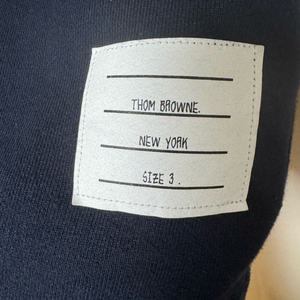 THOM BROWNE.
NEW YORK
SIZE 3 .